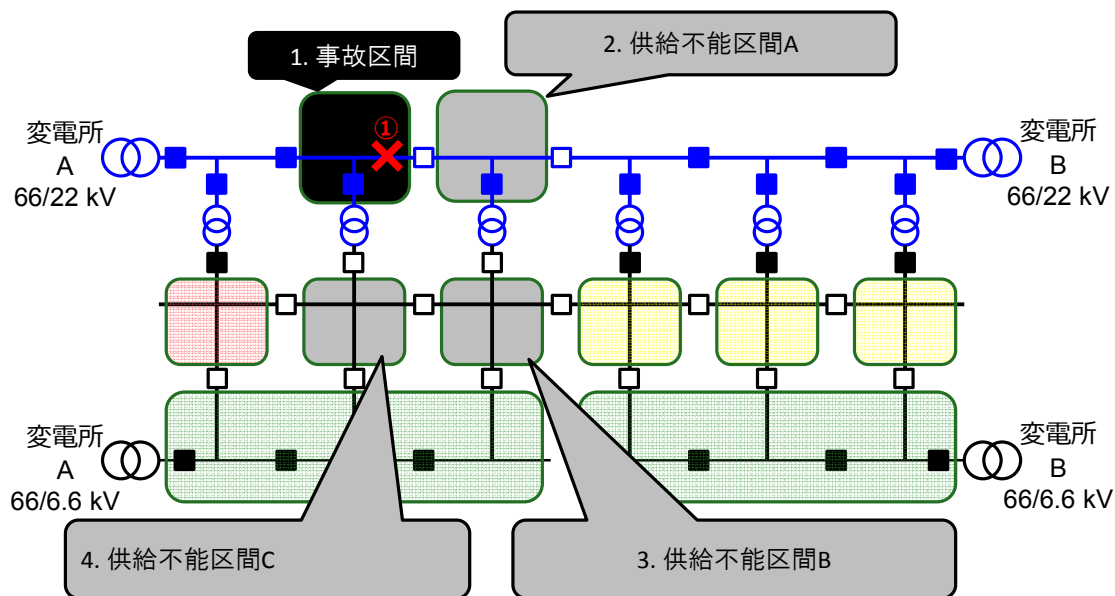 1. 事故区間
2. 供給不能区間A
①
変電所
A
66/22 kV
変電所
B
66/22 kV
変電所
A
66/6.6 kV
変電所
B
66/6.6 kV
4. 供給不能区間C
3. 供給不能区間B